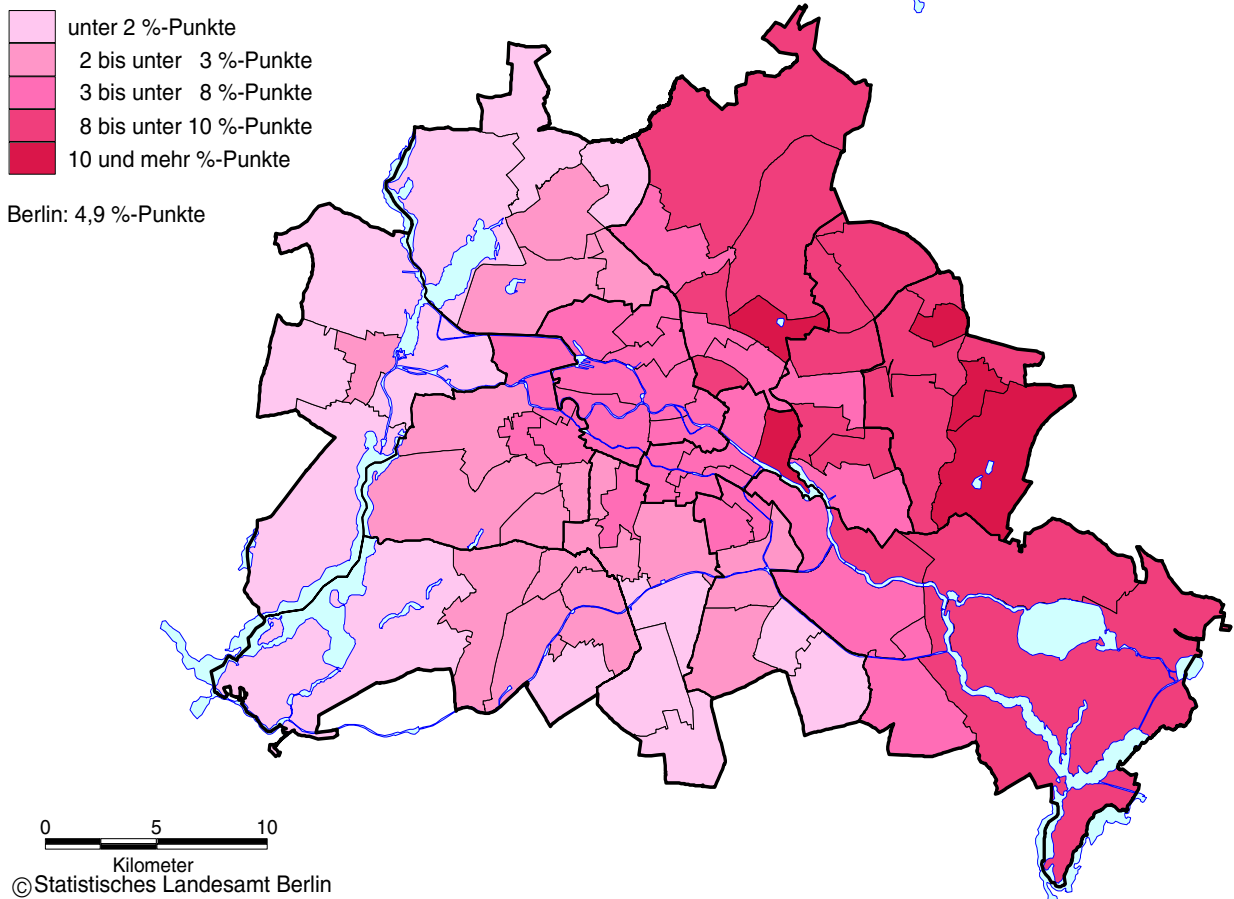 unter 2 %-Punkte
2 bis unter 3 %-Punkte
3 bis unter 8 %-Punkte
8 bis unter 10 %-Punkte
10 und mehr %-Punkte
Berlin: 4,9 %-Punkte
0 5 10
Kilometer
©Statistisches Landesamt Berlin